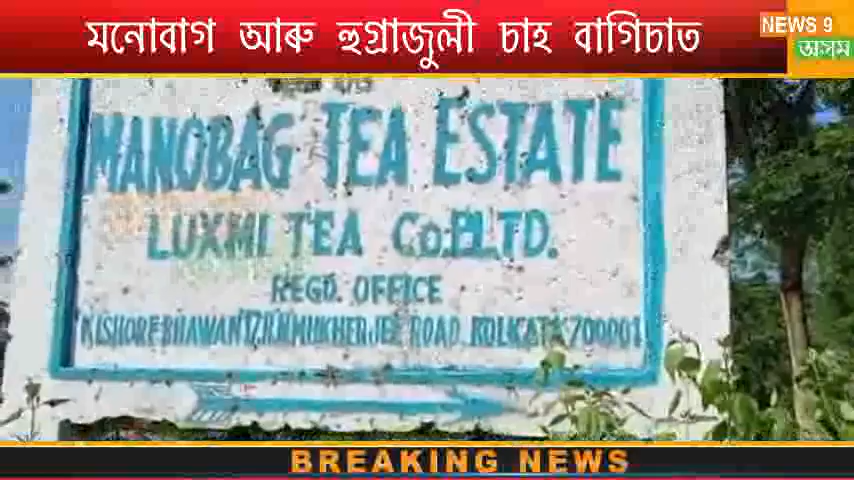 মনোবাগ আৰু হুগ্ৰাজুলী চাহ বাগিচাত
NEWS 9
অসম
MANOBAG TEA ESTATE
LUXMI TEA Co. LTD.
REGD. OFFICE
KISHORE BHAWAN 17 R.N MUKHERJEE ROAD. KOLKATA 700001
BREAKING NEWS